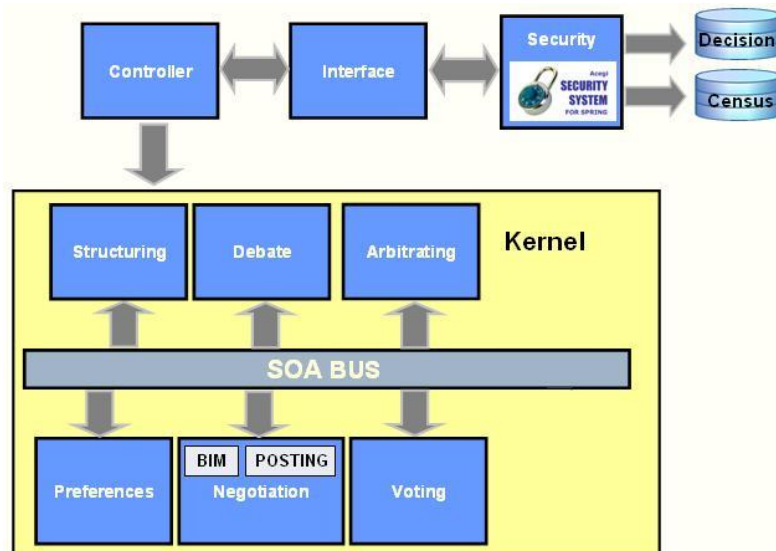 Controller
Interface
Security
Acegi
SECURITY
SYSTEM
FOR SPRING
Decision
Census
Structuring
Debate
Arbitrating
Kernel
SOA BUS
Preferences
BIM
POSTING
Negotiation
Voting